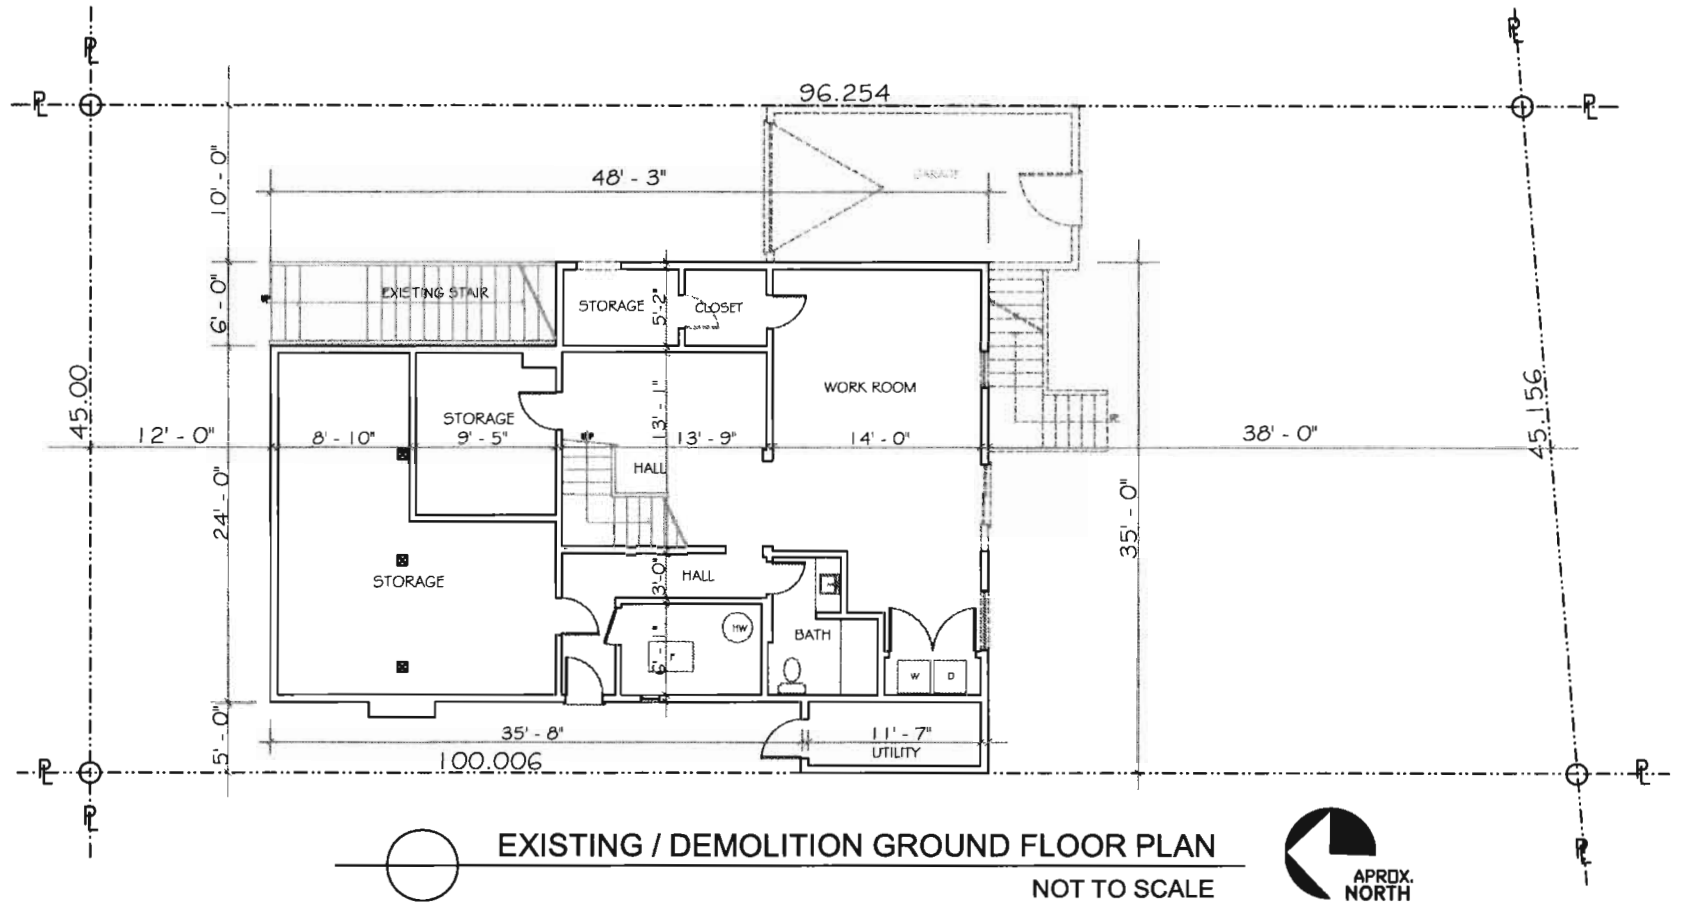 PL
PL
96.254
PL
PL
10' - 0"
48' - 3"
GARAGE
6' - 0"
EXISTING STAIR
STORAGE
5'-2"
CLOSET
WORK ROOM
45.00
12' - 0"
8' - 10"
STORAGE
9' - 5"
UP
13' - 1"
13' - 9"
14' - 0"
38' - 0"
45.156
HALL
24' - 0"
35' - 0"
STORAGE
HALL
3'-0"
HW
BATH
6' - 1"
F
W
D
5' - 0"
35' - 8"
11' - 7"
UTILITY
100.006
PL
PL
PL
PL
EXISTING / DEMOLITION GROUND FLOOR PLAN
NOT TO SCALE
APROX.
NORTH